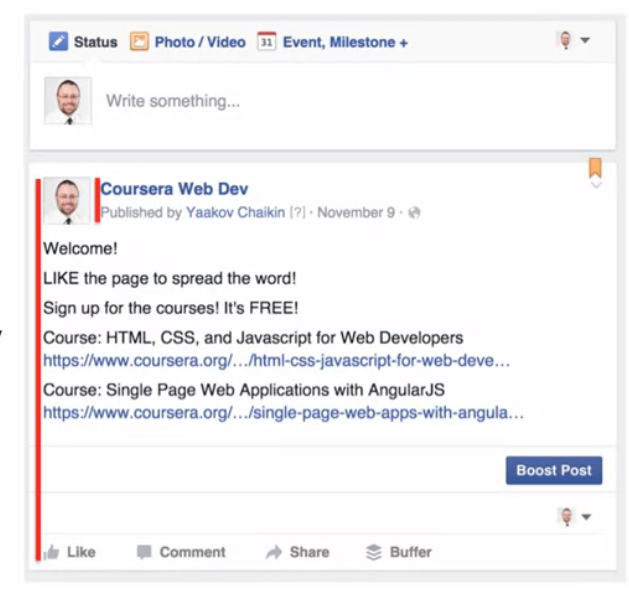 Status Photo / Video 31 Event, Milestone +
Write something...
Coursera Web Dev
Published by Yaakov Chaikin [?] · November 9 ·
Welcome!
LIKE the page to spread the word!
Sign up for the courses! It's FREE!
Course: HTML, CSS, and Javascript for Web Developers
https://www.coursera.org/.../html-css-javascript-for-web-deve...
Course: Single Page Web Applications with AngularJS
https://www.coursera.org/.../single-page-web-apps-with-angula...
Boost Post
Like Comment Share Buffer